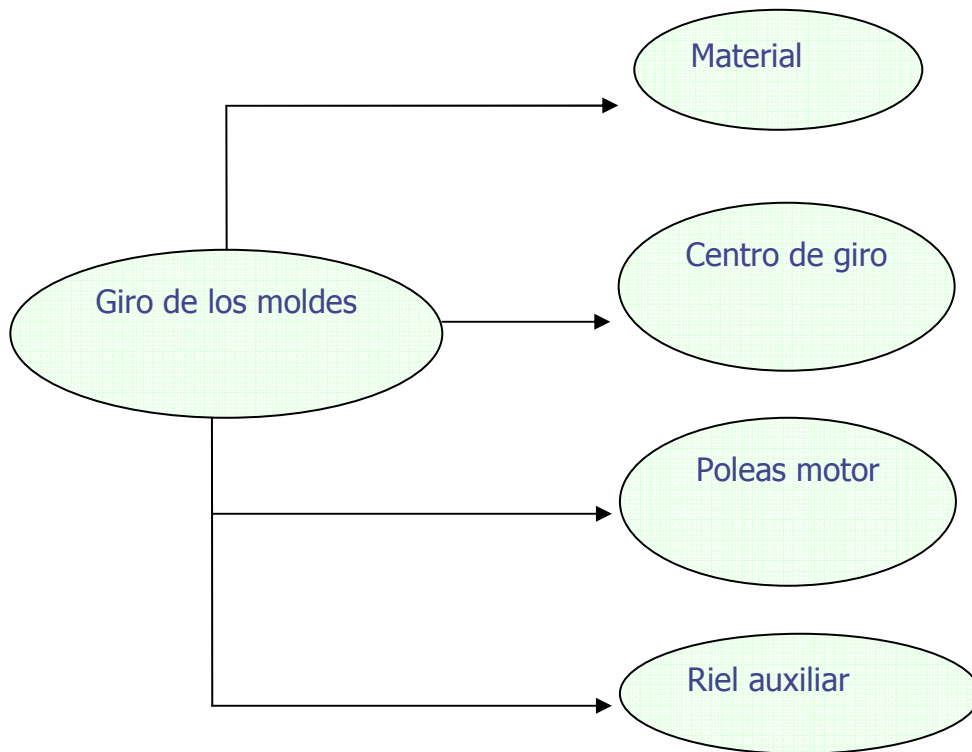 Material
Centro de giro
Giro de los moldes
Poleas motor
Riel auxiliar